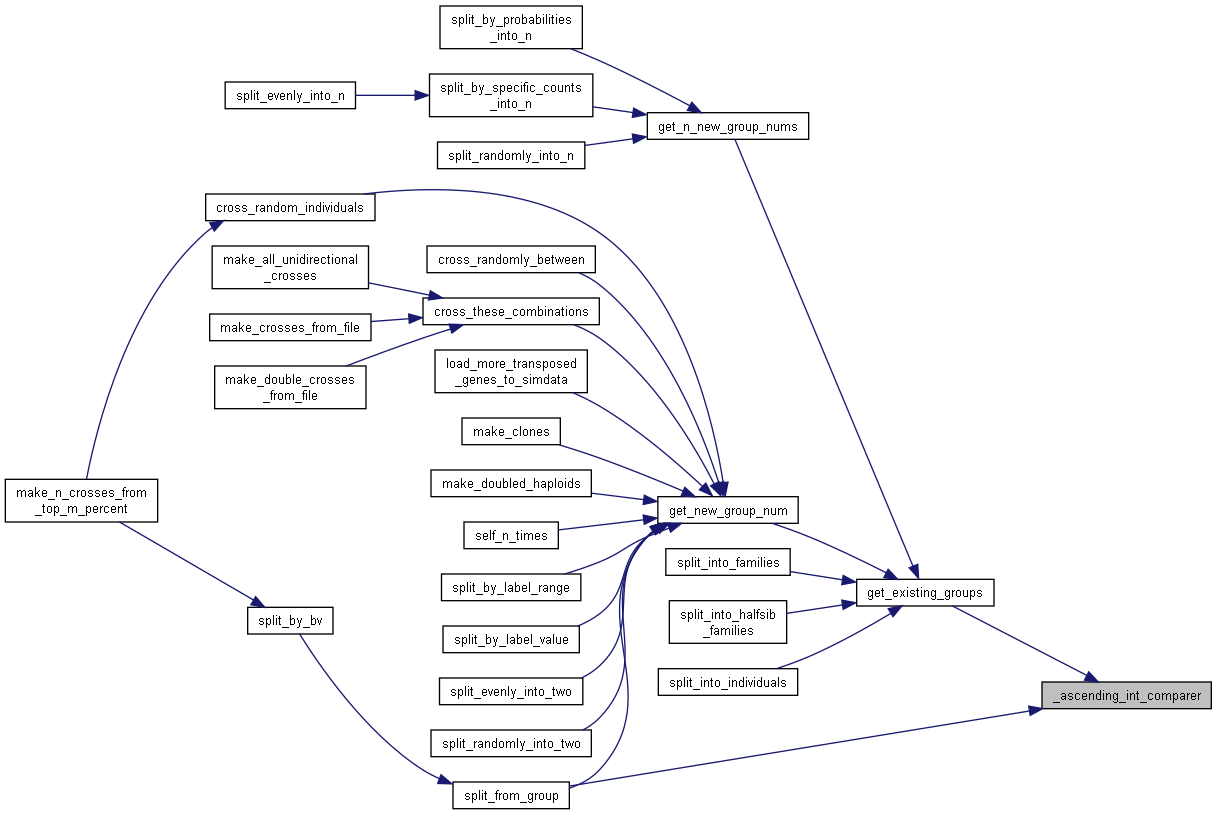 split_by_probabilities
_into_n
split_evenly_into_n
split_by_specific_counts
_into_n
get_n_new_group_nums
split_randomly_into_n
cross_random_individuals
make_all_unidirectional
_crosses
cross_randomly_between
cross_these_combinations
make_crosses_from_file
make_double_crosses
_from_file
load_more_transposed
_genes_to_simdata
make_clones
make_doubled_haploids
make_n_crosses_from
_top_m_percent
get_new_group_num
self_n_times
split_into_families
split_by_label_range
get_existing_groups
split_into_halfsib
_families
split_by_bv
split_by_label_value
split_into_individuals
split_evenly_into_two
_ascending_int_comparer
split_randomly_into_two
split_from_group